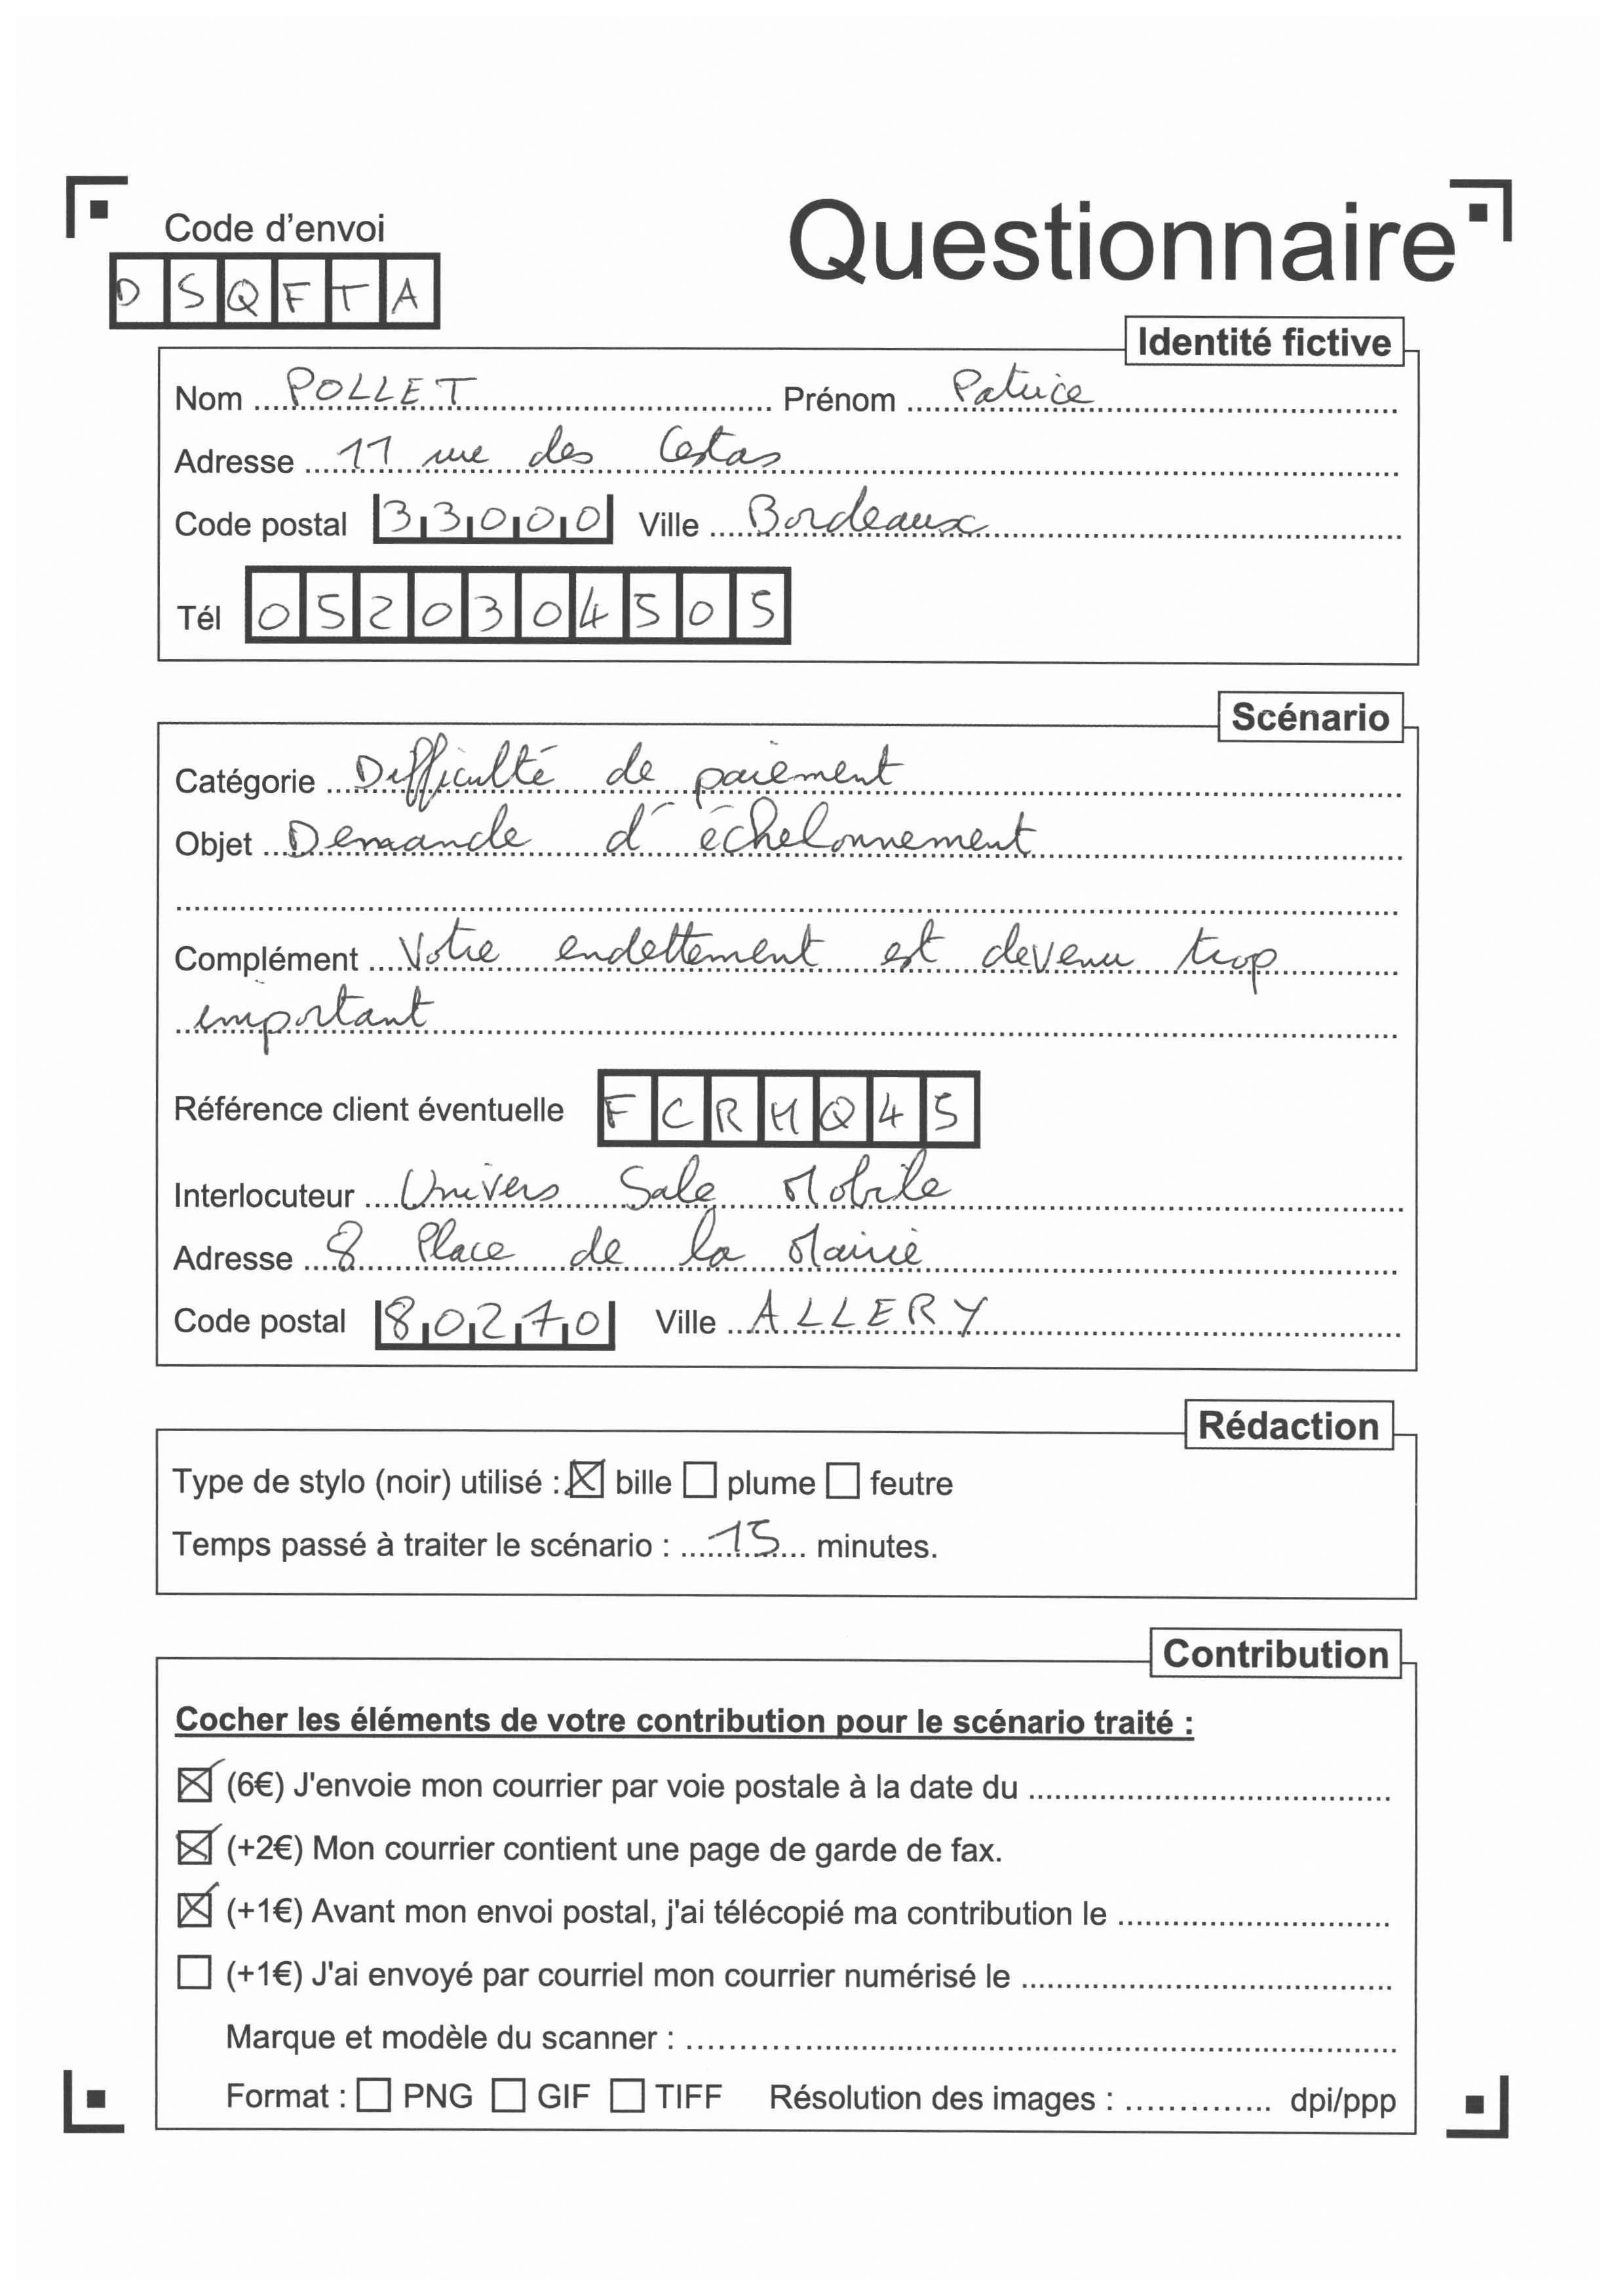 Code d'envoi
Questionnaire
D S Q F T A
Identité fictive
Nom POLLET Prénom Patrice
Adresse 11 rue des Cestas
Code postal 33000 Ville Bordeaux
Tél 0520304505
Scénario
Catégorie Difficulté de paiement
Objet Demande d'échelonnement
Complément Votre endettement est devenu trop
important
Référence client éventuelle F C R H Q 4 5
Interlocuteur Univers Sale Mobile
Adresse 8 Place de la Mairie
Code postal 80270 Ville ALLERY
Rédaction
Type de stylo (noir) utilisé : ☒ bille ☐ plume ☐ feutre
Temps passé à traiter le scénario : 15 minutes.
Contribution
Cocher les éléments de votre contribution pour le scénario traité :
☒ (6€) J'envoie mon courrier par voie postale à la date du ...............
☒ (+2€) Mon courrier contient une page de garde de fax.
☒ (+1€) Avant mon envoi postal, j'ai télécopié ma contribution le ...............
☐ (+1€) J'ai envoyé par courriel mon courrier numérisé le ...............
Marque et modèle du scanner : ...............
Format : ☐ PNG ☐ GIF ☐ TIFF Résolution des images : ............... dpi/ppp